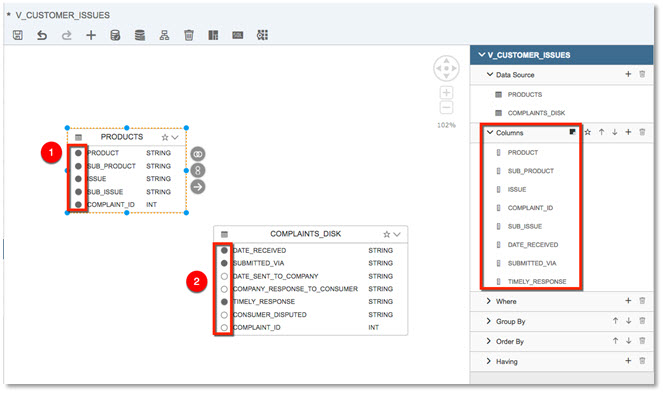 * V_CUSTOMER_ISSUES
SQL
102%
1
PRODUCTS
PRODUCT STRING
SUB_PRODUCT STRING
ISSUE STRING
SUB_ISSUE STRING
COMPLAINT_ID INT
2
COMPLAINTS_DISK
DATE_RECEIVED STRING
SUBMITTED_VIA STRING
DATE_SENT_TO_COMPANY STRING
COMPANY_RESPONSE_TO_CONSUMER STRING
TIMELY_RESPONSE STRING
CONSUMER_DISPUTED STRING
COMPLAINT_ID INT
V_CUSTOMER_ISSUES
Data Source
PRODUCTS
COMPLAINTS_DISK
Columns
PRODUCT
SUB_PRODUCT
ISSUE
COMPLAINT_ID
SUB_ISSUE
DATE_RECEIVED
SUBMITTED_VIA
TIMELY_RESPONSE
Where
Group By
Order By
Having